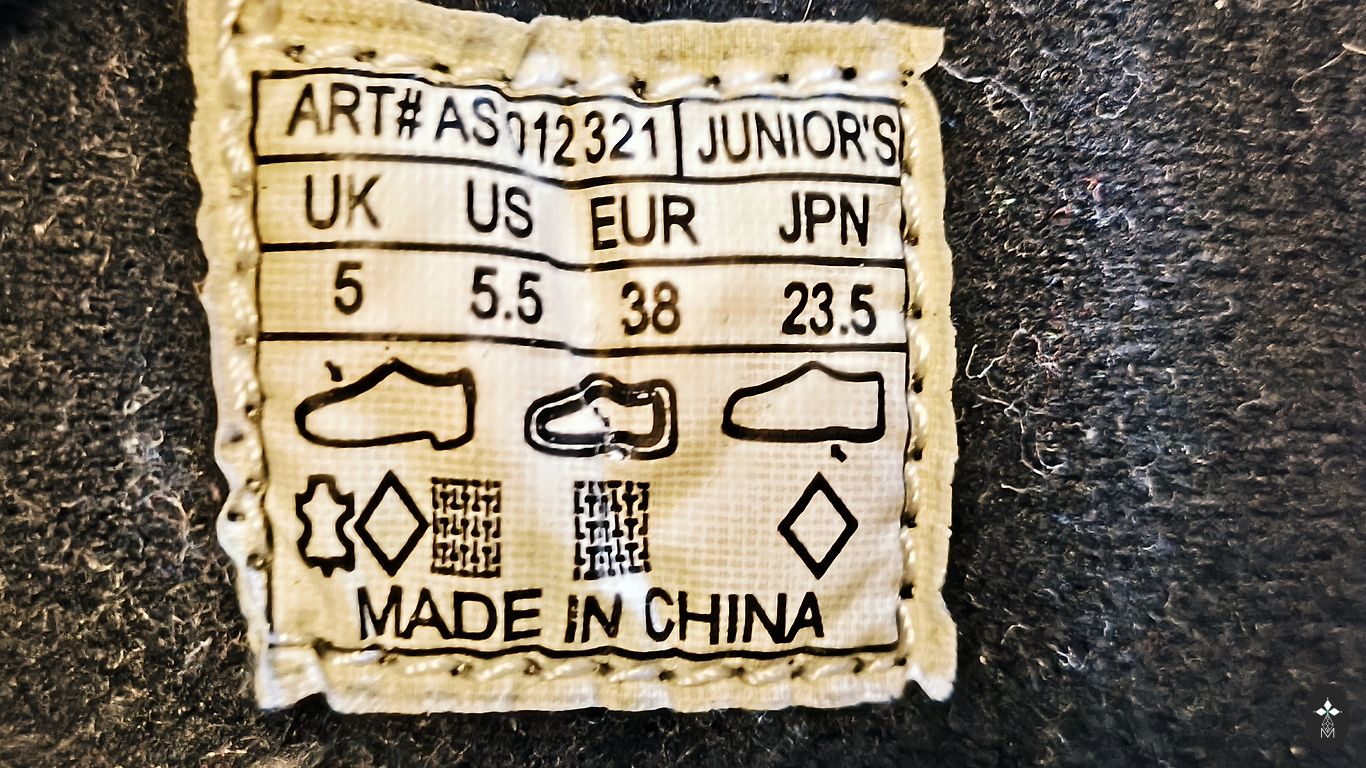 ART# AS012321 JUNIOR'S
UK US EUR JPN
5 5.5 38 23.5
MADE IN CHINA
M